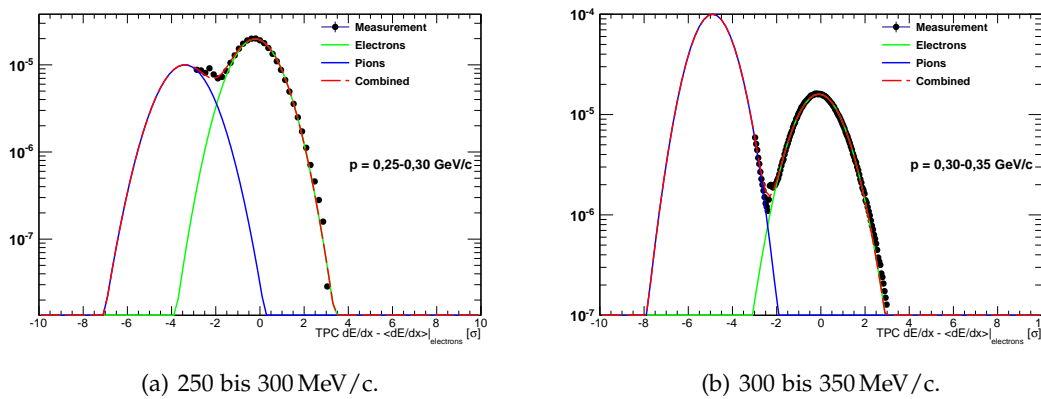 10⁻⁵
10⁻⁶
10⁻⁷
Measurement
Electrons
Pions
Combined
p = 0,25-0,30 GeV/c
-10 -8 -6 -4 -2 0 2 4 6 8 10
TPC dE/dx - <dE/dx>|electrons [σ]
(a) 250 bis 300 MeV/c.
10⁻⁴
10⁻⁵
10⁻⁶
10⁻⁷
Measurement
Electrons
Pions
Combined
p = 0,30-0,35 GeV/c
-10 -8 -6 -4 -2 0 2 4 6 8 10
TPC dE/dx - <dE/dx>|electrons [σ]
(b) 300 bis 350 MeV/c.